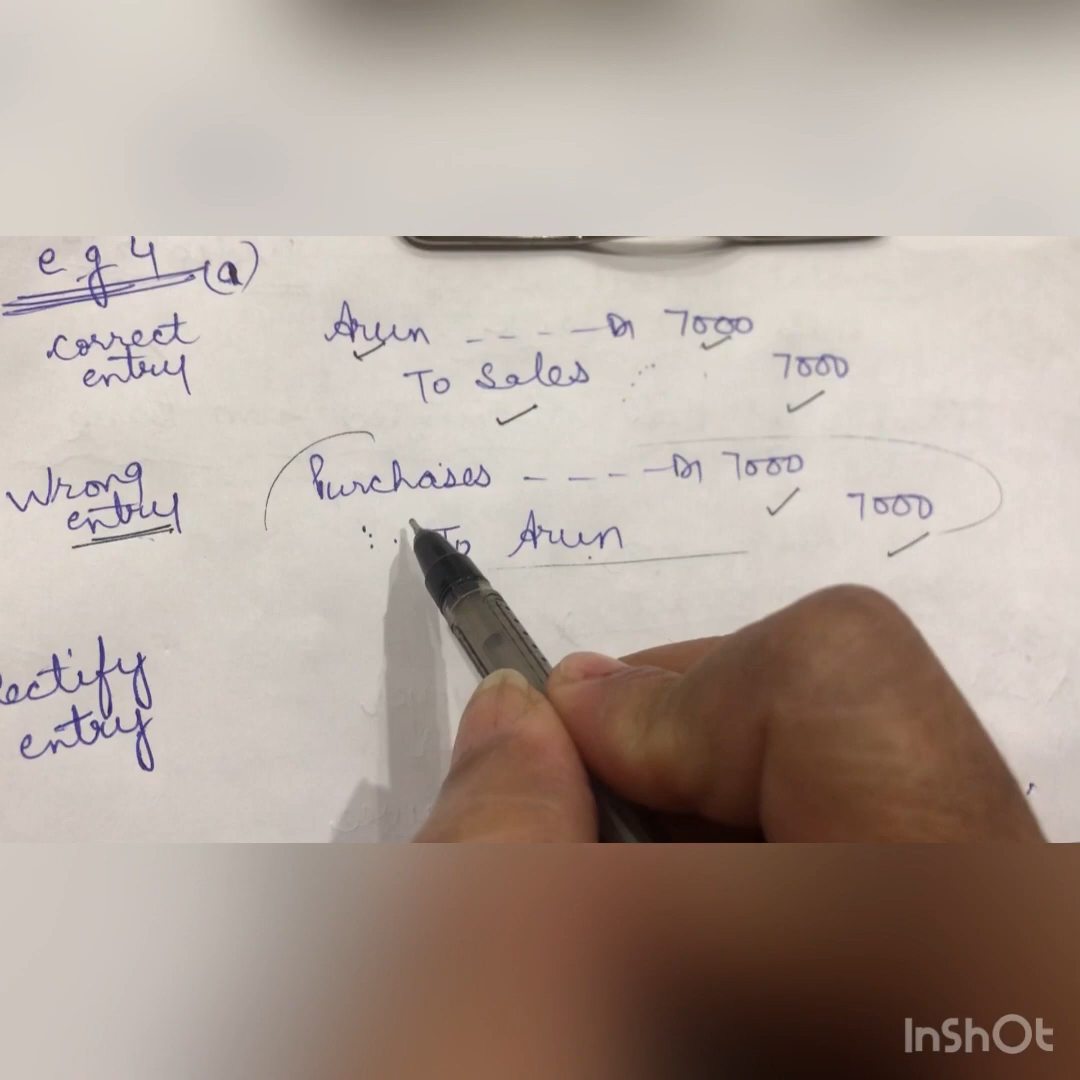 eg 4 (a)
correct entry
Arun ---- Dr 7000
To Sales 7000
Wrong entry
Purchases ---- Dr 7000
To Arun 7000
entry
InShOt